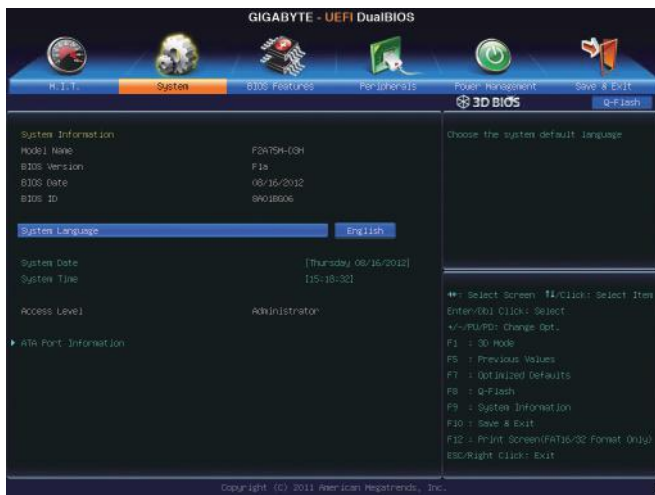 GIGABYTE - UEFI DualBIOS
M.I.T.
System
BIOS Features
Peripherals
Power Management
Save & Exit
3D BIOS
Q-Flash
System Information
Model Name F2A75M-D3H
BIOS Version F1a
BIOS Date 08/16/2012
BIOS ID 8A01BG06
System Language English
System Date [Thursday 08/16/2012]
System Time [15:18:32]
Access Level Administrator
ATA Port Information
Choose the system default language
: Select Screen ↑↓/Click: Select Item
Enter/Dbl Click: Select
+/-/PU/PD: Change Opt.
F1 : 3D Mode
F5 : Previous Values
F7 : Optimized Defaults
F8 : Q-Flash
F9 : System Information
F10 : Save & Exit
F12 : Print Screen(FAT16/32 Format Only)
ESC/Right Click: Exit
Copyright (C) 2011 American Megatrends, Inc.